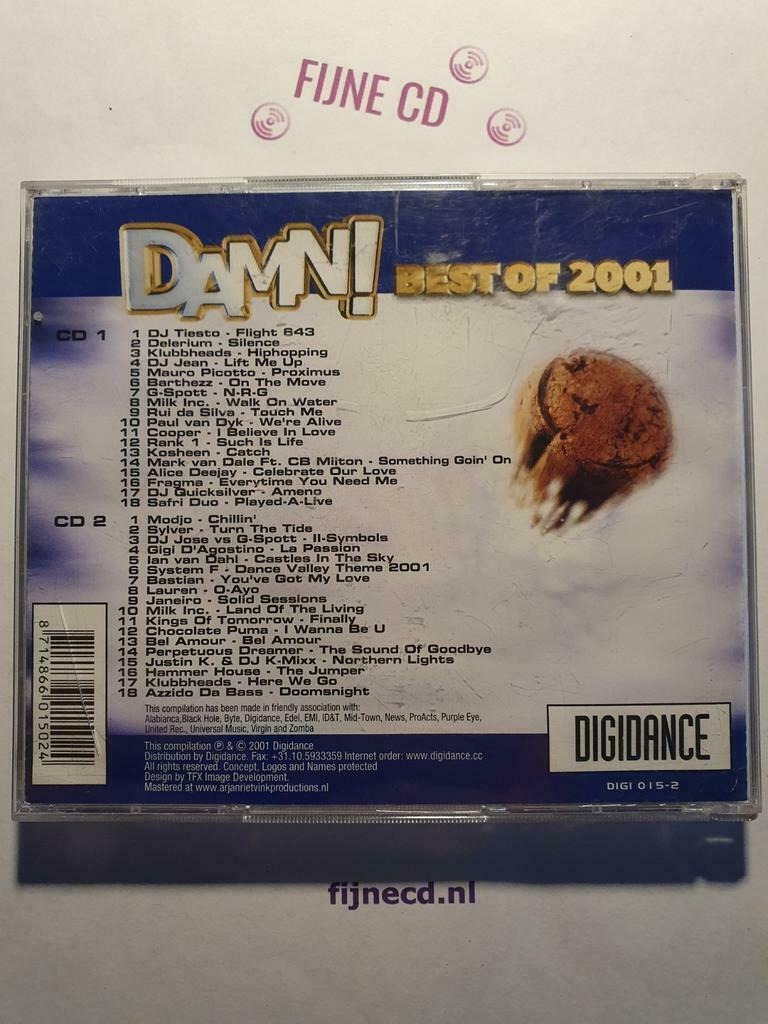 FIJNE CD
DAMN!
BEST OF 2001
CD 1
1 DJ Tiesto - Flight 643
2 Delerium - Silence
3 Klubbheads - Hiphopping
4 DJ Jean - Lift Me Up
5 Mauro Picotto - Proximus
6 Barthezz - On The Move
7 G-Spott - N-R-G
8 Milk Inc. - Walk On Water
9 Rui da Silva - Touch Me
10 Paul van Dyk - We're Alive
11 Cooper - I Believe In Love
12 Rank 1 - Such Is Life
13 Kosheen - Catch
14 Mark van Dale Ft. CB Milton - Something Goin' On
15 Alice Deejay - Celebrate Our Love
16 Fragma - Everytime You Need Me
17 DJ Quicksilver - Ameno
18 Safri Duo - Played-A-Live
CD 2
1 Modjo - Chillin'
2 Sylver - Turn The Tide
3 DJ Jose vs G-Spott - II-Symbols
4 Gigi D'Agostino - La Passion
5 Ian van Dahl - Castles In The Sky
6 System F - Dance Valley Theme 2001
7 Bastian - You've Got My Love
8 Lauren - O-Ayo
9 Janeiro - Solid Sessions
10 Milk Inc. - Land Of The Living
11 Kings Of Tomorrow - Finally
12 Chocolate Puma - I Wanna Be U
13 Bel Amour - Bel Amour
14 Perpetuous Dreamer - The Sound Of Goodbye
15 Justin K. & DJ K-Mixx - Northern Lights
16 Hammer House - The Jumper
17 Klubbheads - Here We Go
18 Azzido Da Bass - Doomsnight
This compilation has been made in friendly association with:
Alabianca,Black Hole, Byte, Digidance, Edel, EMI, ID&T, Mid-Town, News, ProActs, Purple Eye,
United Rec., Universal Music, Virgin and Zomba
This compilation ℗ & © 2001 Digidance
Distribution by Digidance. Fax: +31.10.5933359 Internet order: www.digidance.cc
All rights reserved. Concept, Logos and Names protected
Design by TFX Image Development.
Mastered at www.arjanrietvinkproductions.nl
8 714866 015024
DIGIDANCE
DIGI 015-2
fijnecd.nl